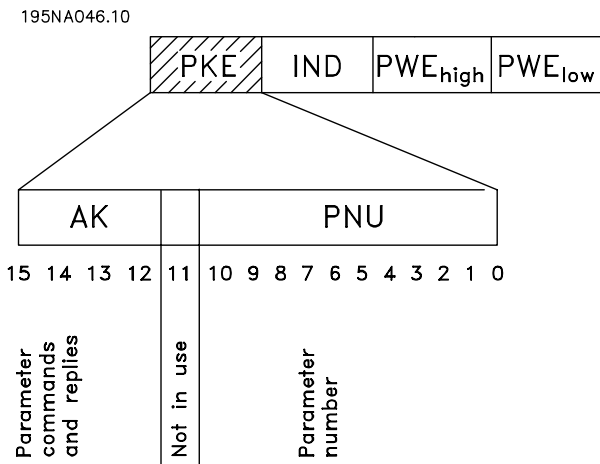 195NA046.10
PKE IND PWEhigh PWElow
AK PNU
15 14 13 12 11 10 9 8 7 6 5 4 3 2 1 0
Parameter
commands
and replies
Not in use
Parameter
number